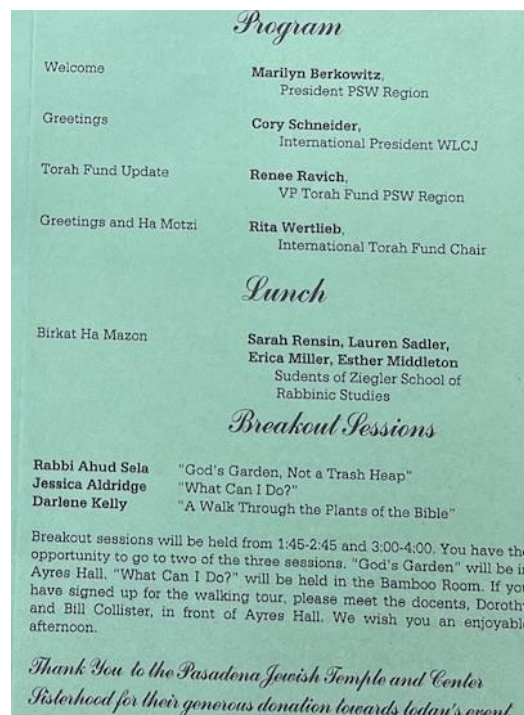 Program
Welcome
Marilyn Berkowitz,
President PSW Region
Greetings
Cory Schneider,
International President WLCJ
Torah Fund Update
Renee Ravich,
VP Torah Fund PSW Region
Greetings and Ha Motzi
Rita Wertlieb,
International Torah Fund Chair
Lunch
Birkat Ha Mazon
Sarah Rensin, Lauren Sadler,
Erica Miller, Esther Middleton
Sudents of Ziegler School of
Rabbinic Studies
Breakout Sessions
Rabbi Ahud Sela "God's Garden, Not a Trash Heap"
Jessica Aldridge "What Can I Do?"
Darlene Kelly "A Walk Through the Plants of the Bible"
Breakout sessions will be held from 1:45-2:45 and 3:00-4:00. You have the
opportunity to go to two of the three sessions. "God's Garden" will be in
Ayres Hall. "What Can I Do?" will be held in the Bamboo Room. If you
have signed up for the walking tour, please meet the docents, Dorothy
and Bill Collister, in front of Ayres Hall. We wish you an enjoyable
afternoon.
Thank You to the Pasadena Jewish Temple and Center
Sisterhood for their generous donation towards today's event